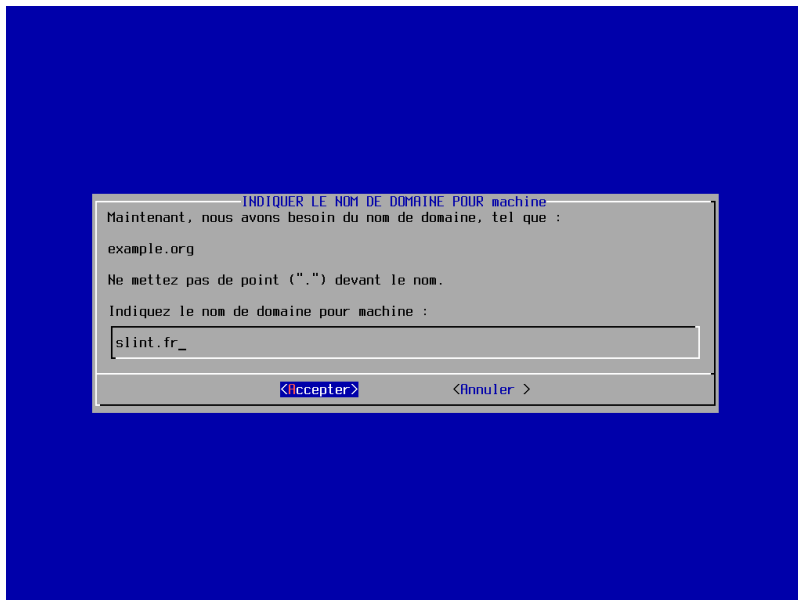 INDIQUER LE NOM DE DOMAINE POUR machine
Maintenant, nous avons besoin du nom de domaine, tel que :
example.org
Ne mettez pas de point (".") devant le nom.
Indiquez le nom de domaine pour machine :
slint.fr_
<Accepter> <Annuler >